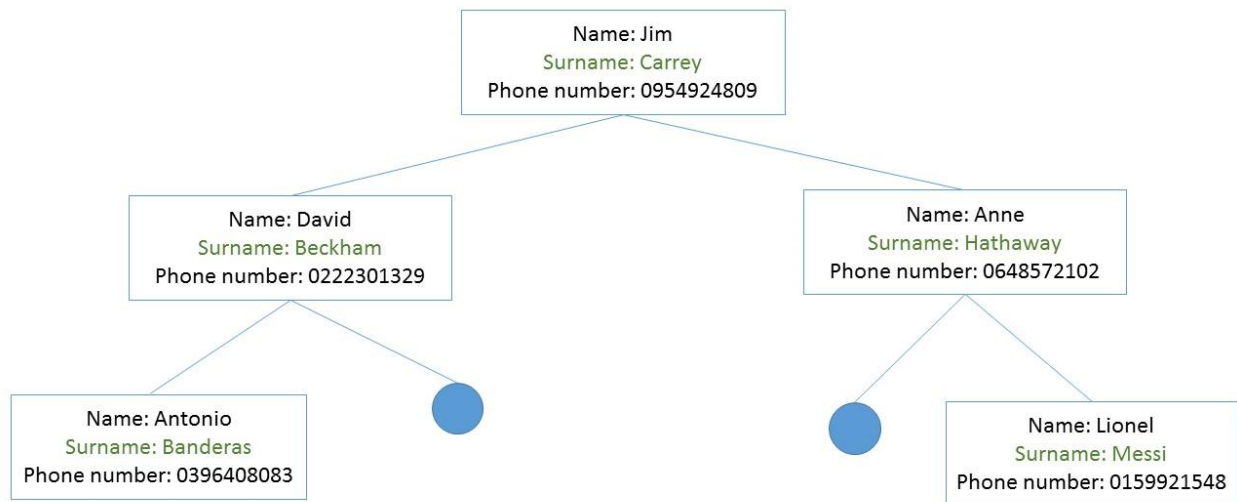 Name: Jim
Surname: Carrey
Phone number: 0954924809
Name: David
Surname: Beckham
Phone number: 0222301329
Name: Anne
Surname: Hathaway
Phone number: 0648572102
Name: Antonio
Surname: Banderas
Phone number: 0396408083
Name: Lionel
Surname: Messi
Phone number: 0159921548